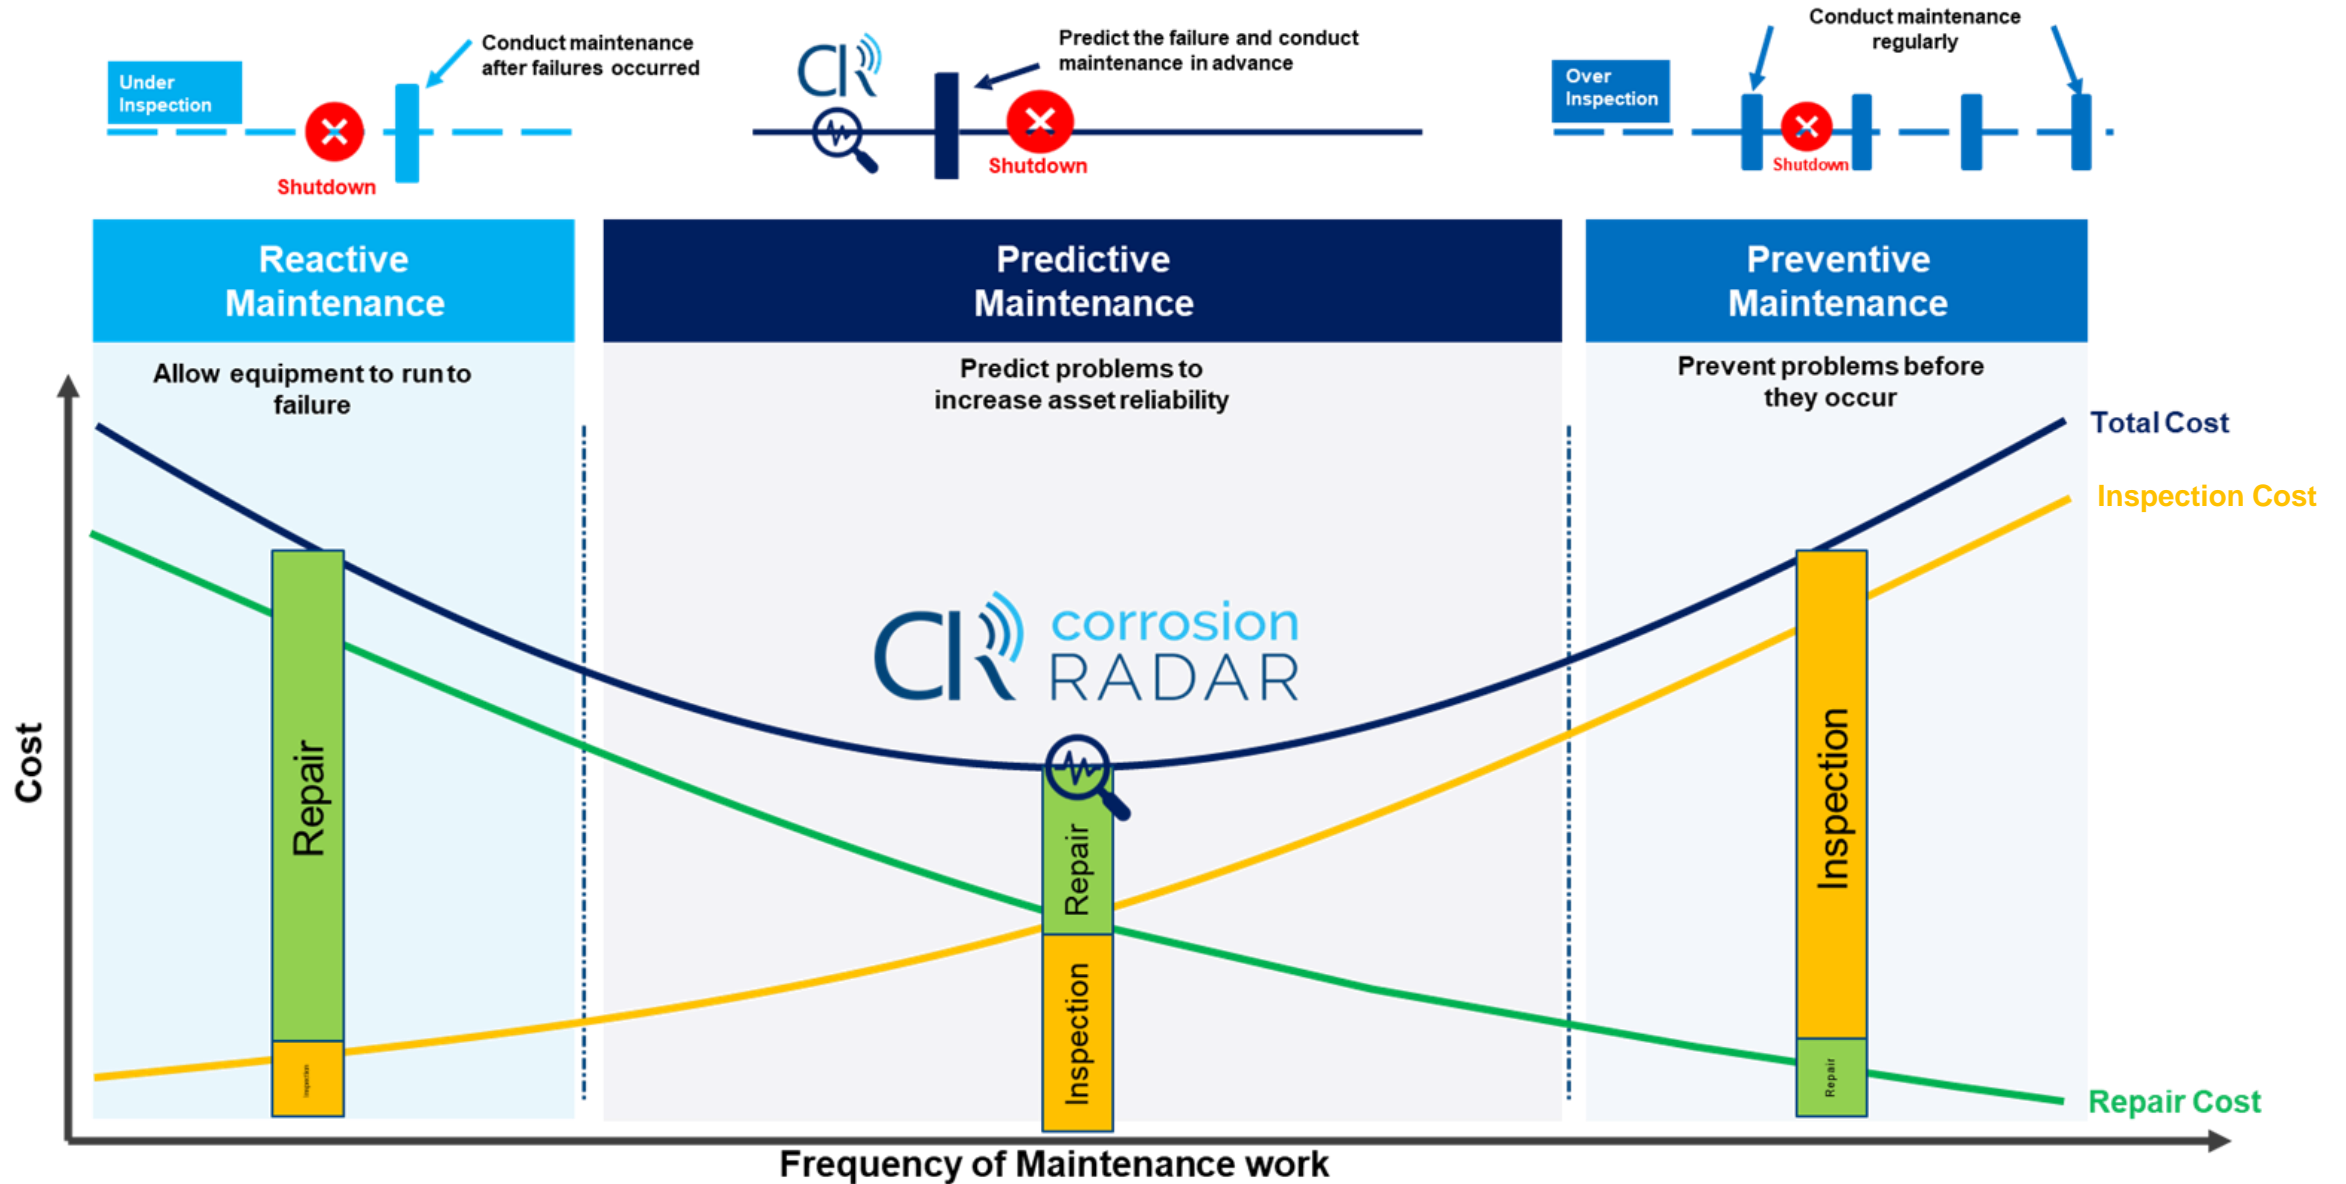 Under
Inspection
Conduct maintenance
after failures occurred
Shutdown
CR
Predict the failure and conduct
maintenance in advance
Shutdown
Over
Inspection
Conduct maintenance
regularly
Shutdown
Reactive
Maintenance
Predictive
Maintenance
Preventive
Maintenance
Allow equipment to run to
failure
Predict problems to
increase asset reliability
Prevent problems before
they occur
Total Cost
Inspection Cost
CR corrosion
RADAR
Cost
Repair
Inspection
Repair
Inspection
Inspection
Repair
Repair Cost
Frequency of Maintenance work